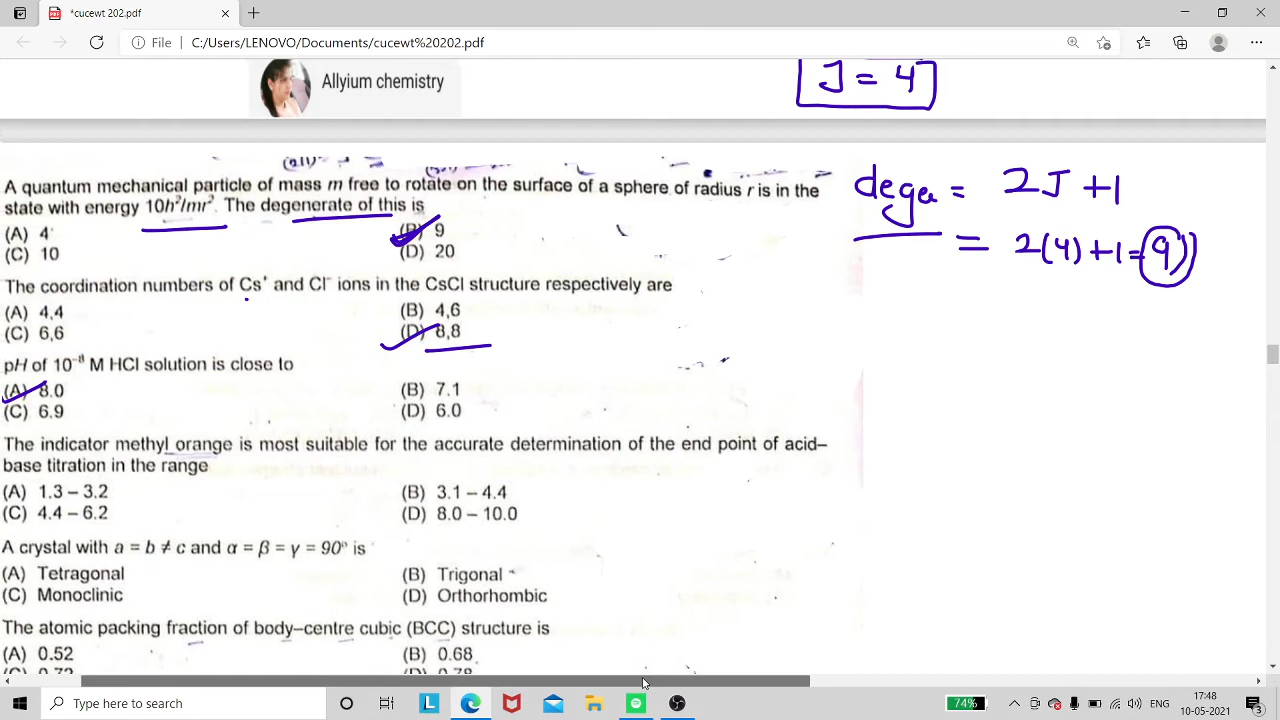 *cucewt 202.pdf
File
C:/Users/LENOVO/Documents/cucewt%20202.pdf
Allyium chemistry
J = 4
A quantum mechanical particle of mass m free to rotate on the surface of a sphere of radius r is in the
state with energy 10ħ²/mr². The degenerate of this is
(A) 4
(B) 9
(C) 10
(D) 20
degen = 2J +1
= 2(4)+1=9
The coordination numbers of Cs⁺ and Cl⁻ ions in the CsCl structure respectively are
(A) 4,4
(B) 4,6
(C) 6,6
(D) 8,8
pH of 10⁻⁸ M HCl solution is close to
(A) 8.0
(B) 7.1
(C) 6.9
(D) 6.0
The indicator methyl orange is most suitable for the accurate determination of the end point of acid–
base titration in the range
(A) 1.3 – 3.2
(B) 3.1 – 4.4
(C) 4.4 – 6.2
(D) 8.0 – 10.0
A crystal with a = b ≠ c and α = β = γ = 90° is
(A) Tetragonal
(B) Trigonal
(C) Monoclinic
(D) Orthorhombic
The atomic packing fraction of body–centre cubic (BCC) structure is
(A) 0.52
(B) 0.68
Type here to search
74%
17:48
10-05-2021